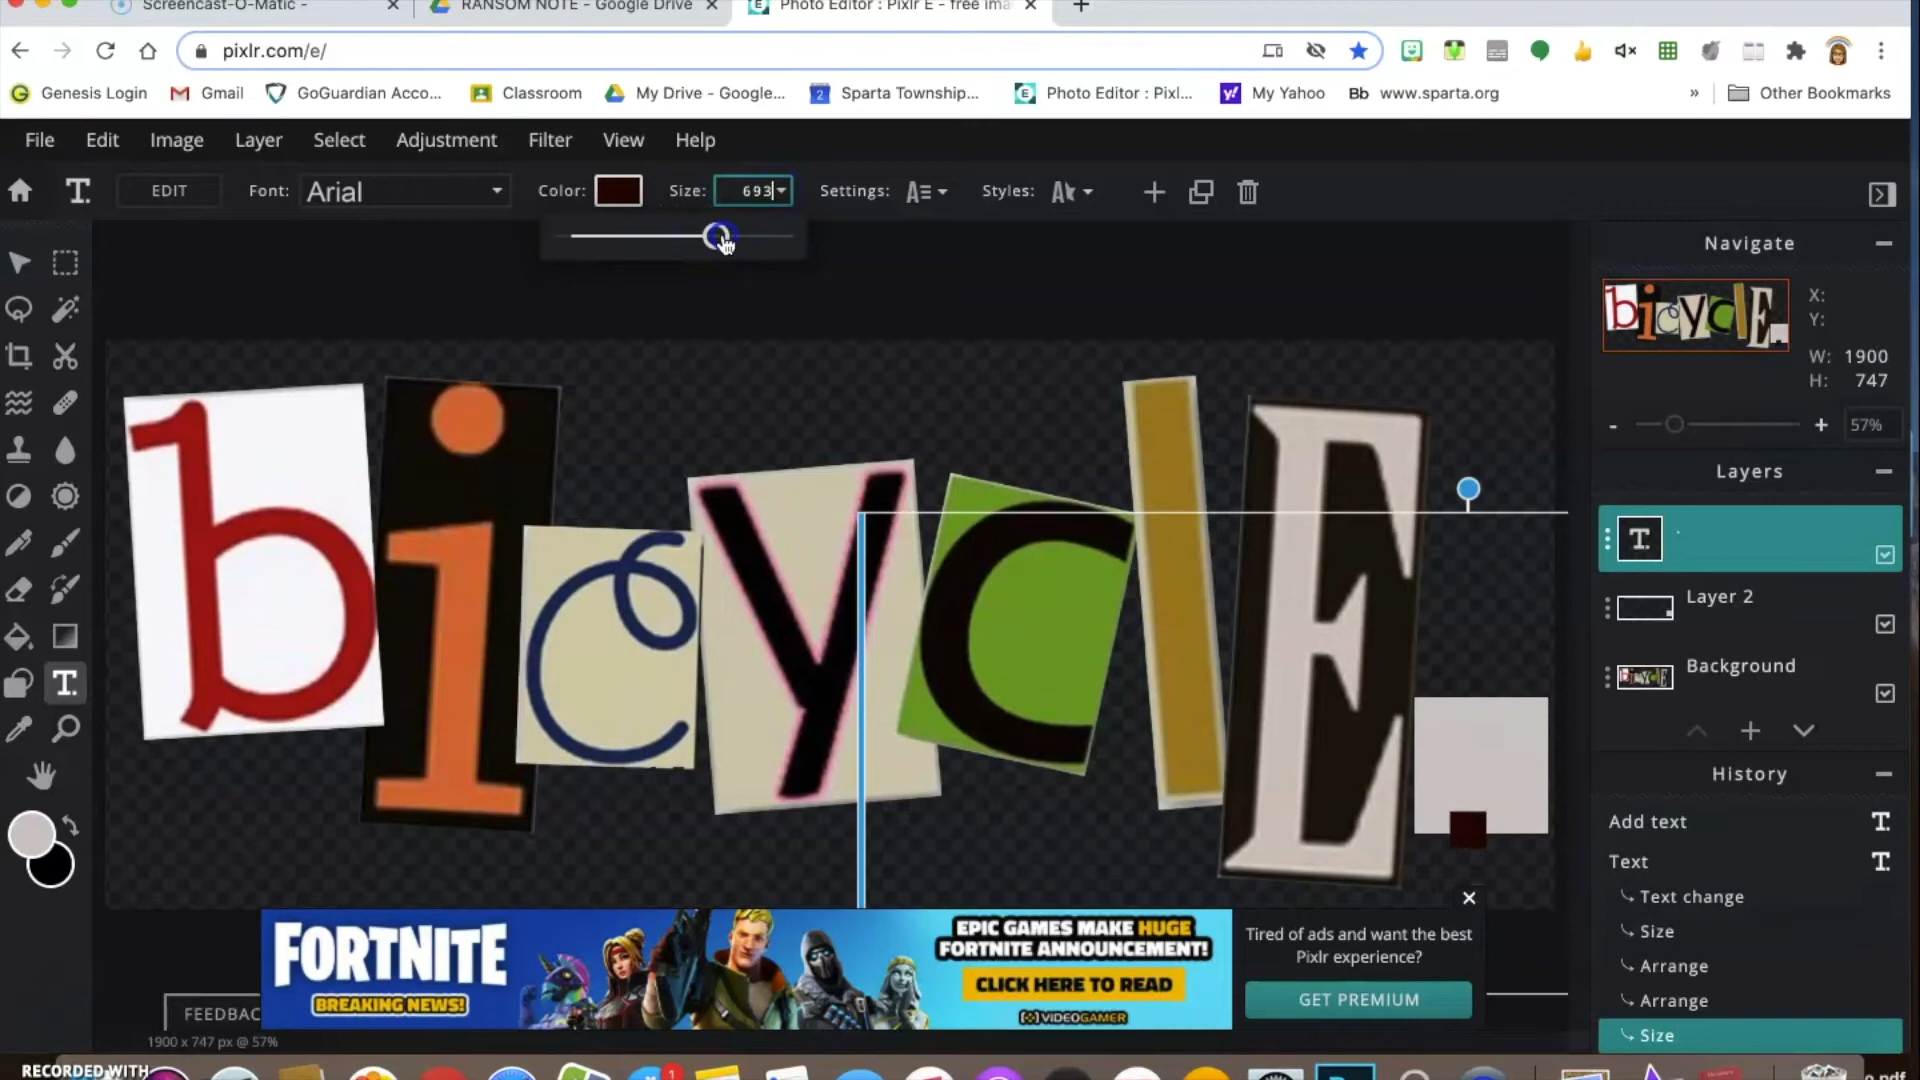 Screencast-O-Matic -
RANSOM NOTE - Google Drive
Photo Editor : Pixlr E - free ima
pixlr.com/e/
Genesis Login
Gmail
GoGuardian Acco...
Classroom
My Drive - Google...
2
Sparta Township...
Photo Editor : Pixl...
My Yahoo
Bb www.sparta.org
»
Other Bookmarks
File Edit Image Layer Select Adjustment Filter View Help
T. EDIT Font: Arial Color: Size: 693 Settings: Styles:
Navigate
X:
Y:
W: 1900
H: 747
- + 57%
bicyclE
bicyclE
Layers
T. .
Layer 2
Background
History
Add text T.
Text T.
Text change
Size
Arrange
Arrange
Size
FORTNITE
BREAKING NEWS!
EPIC GAMES MAKE HUGE
FORTNITE ANNOUNCEMENT!
CLICK HERE TO READ
VIDEOGAMER
Tired of ads and want the best
Pixlr experience?
GET PREMIUM
FEEDBAC
1900 x 747 px @ 57%
RECORDED WITH
1